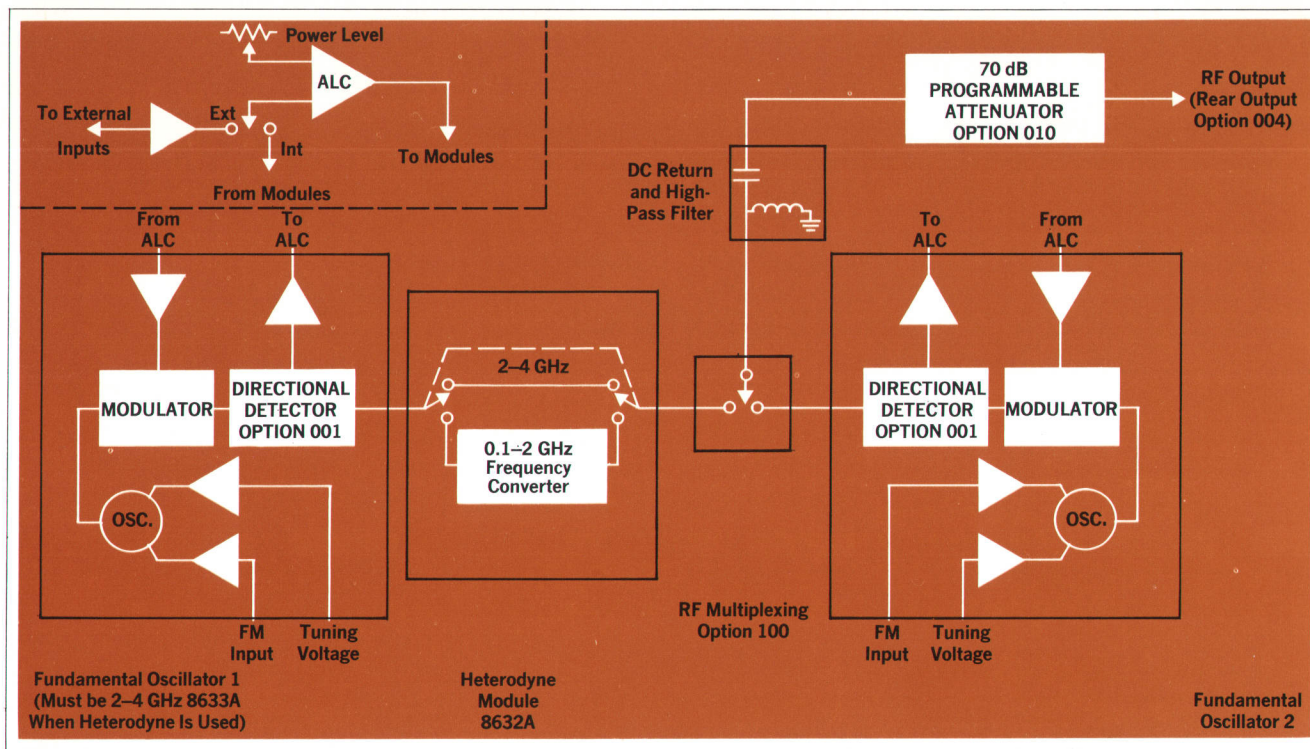 Power Level
ALC
To External
Inputs
Ext
Int
To Modules
From Modules
70 dB
PROGRAMMABLE
ATTENUATOR
OPTION 010
RF Output
(Rear Output
Option 004)
DC Return
and High-
Pass Filter
From
ALC
To
ALC
To
ALC
From
ALC
MODULATOR
DIRECTIONAL
DETECTOR
OPTION 001
2–4 GHz
0.1–2 GHz
Frequency
Converter
DIRECTIONAL
DETECTOR
OPTION 001
MODULATOR
OSC.
OSC.
FM
Input
Tuning
Voltage
RF Multiplexing
Option 100
FM
Input
Tuning
Voltage
Fundamental Oscillator 1
(Must be 2–4 GHz 8633A
When Heterodyne Is Used)
Heterodyne
Module
8632A
Fundamental
Oscillator 2